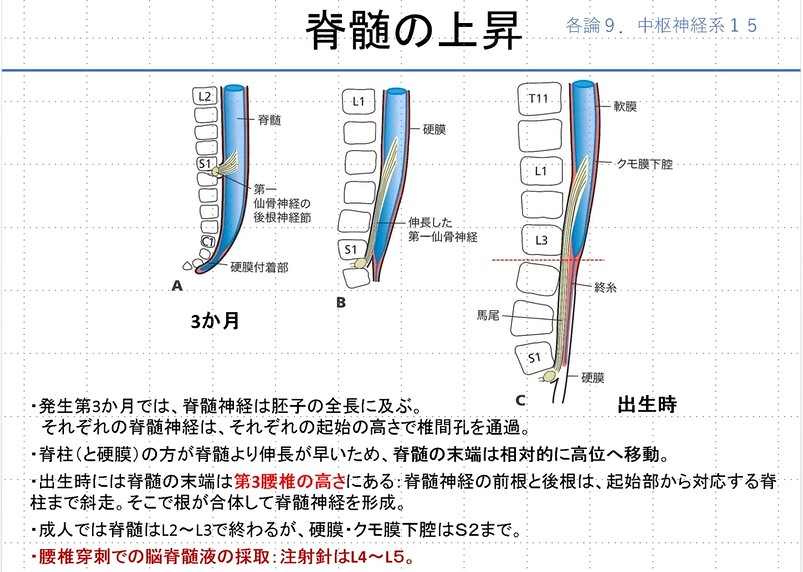 脊髄の上昇
各論９．中枢神経系１５
L2
S1
C1
脊髄
第一
仙骨神経の
後根神経節
硬膜付着部
A
3か月
L1
S1
硬膜
伸長した
第一仙骨神経
B
T11
L1
L3
S1
軟膜
クモ膜下腔
終糸
馬尾
硬膜
C
出生時
・発生第3か月では、脊髄神経は胚子の全長に及ぶ。
それぞれの脊髄神経は、それぞれの起始の高さで椎間孔を通過。
・脊柱（と硬膜）の方が脊髄より伸長が早いため、脊髄の末端は相対的に高位へ移動。
・出生時には脊髄の末端は第3腰椎の高さにある：脊髄神経の前根と後根は、起始部から対応する脊
柱まで斜走。そこで根が合体して脊髄神経を形成。
・成人では脊髄はL2～L3で終わるが、硬膜・クモ膜下腔はＳ２まで。
・腰椎穿刺での脳脊髄液の採取：注射針はL4～L5。